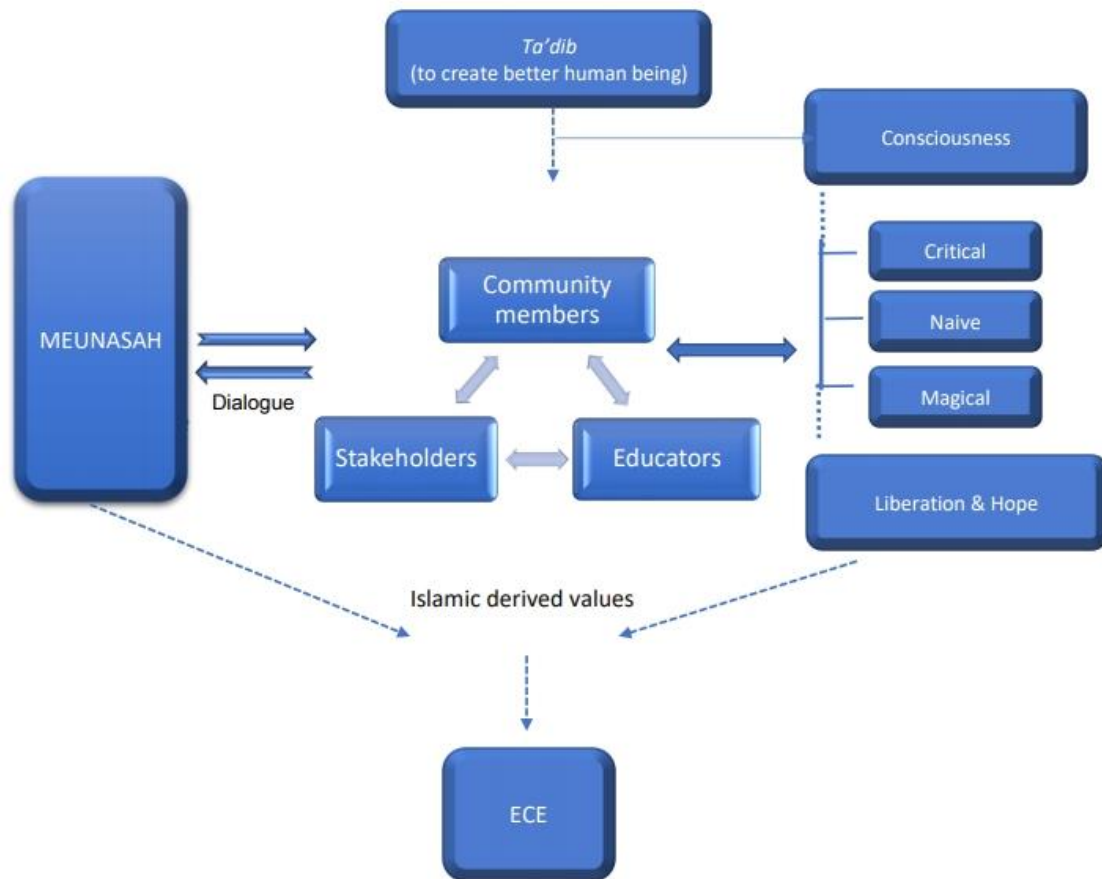 Ta’dib
(to create better human being)
Consciousness
Critical
Naive
Magical
Liberation & Hope
MEUNASAH
Dialogue
Community
members
Stakeholders
Educators
Islamic derived values
ECE